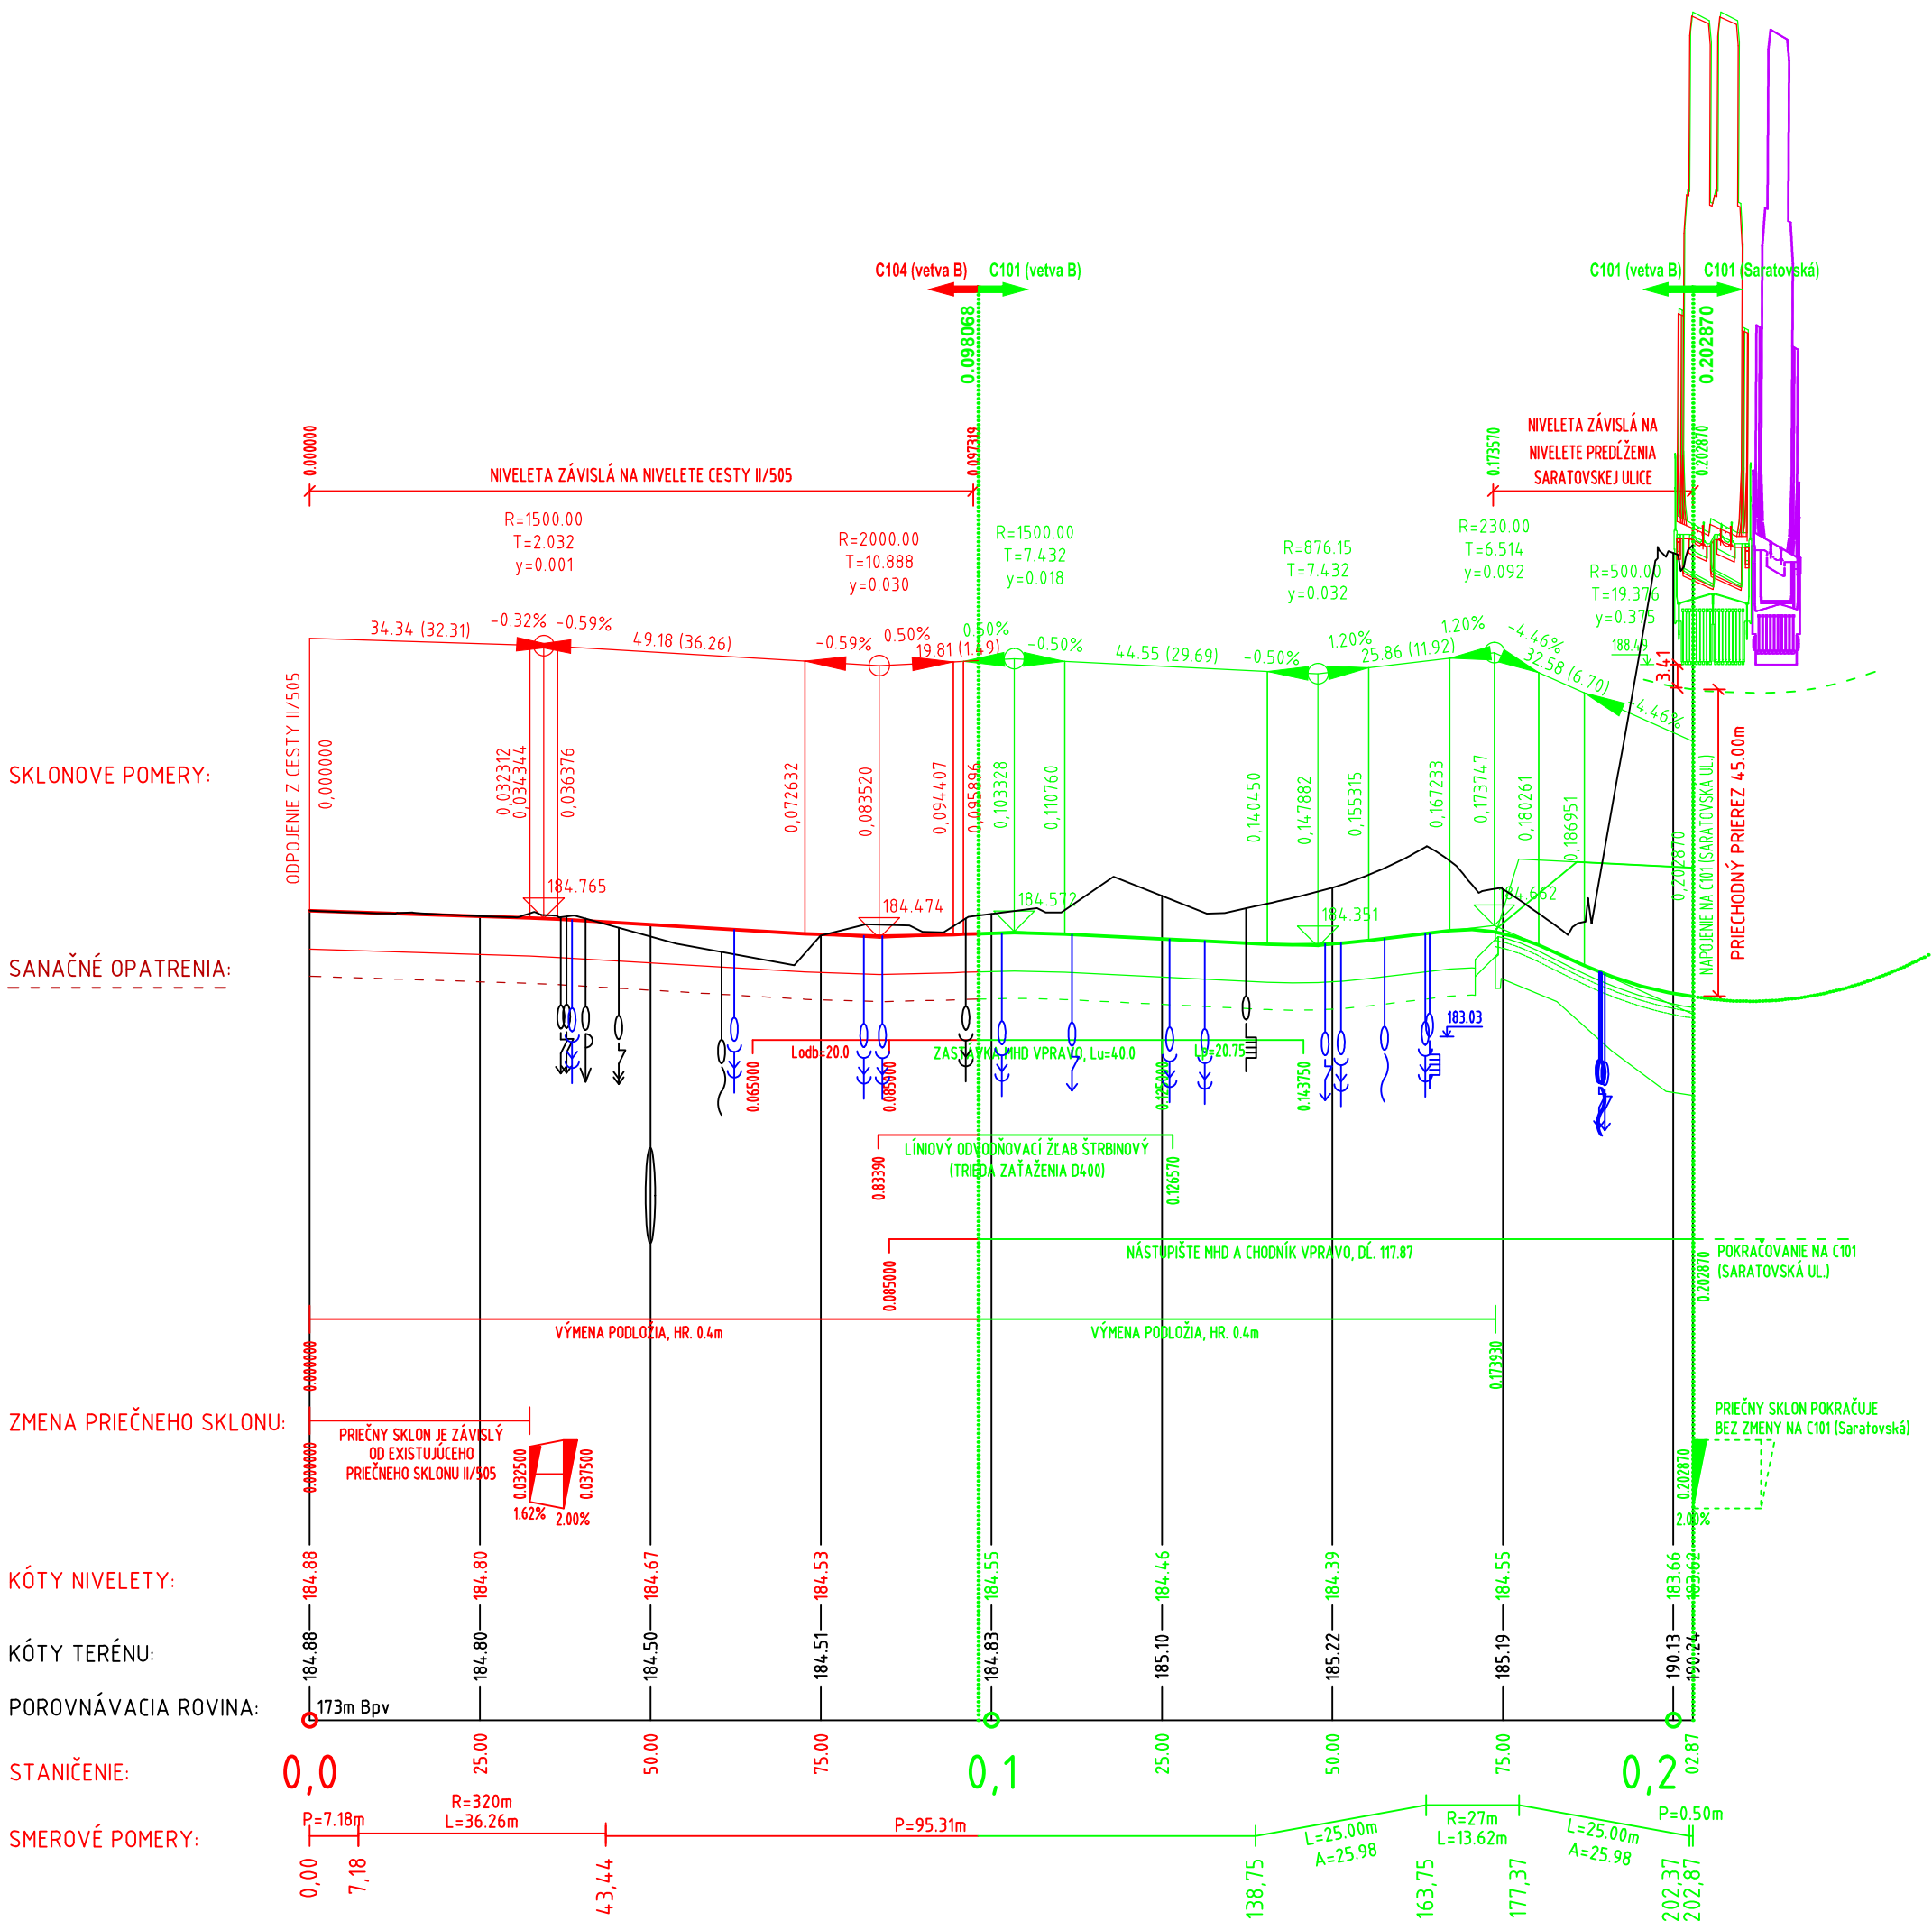 C104 (vetva B)
C101 (vetva B)
C101 (vetva B)
C101 (Saratovská)
0.098068
0.202870
0.000000
0.097319
0.173570
0.202870
NIVELETA ZÁVISLÁ NA NIVELETE CESTY II/505
NIVELETA ZÁVISLÁ NA
NIVELETE PREDĹŽENIA
SARATOVSKEJ ULICE
R=1500.00
T=2.032
y=0.001
R=2000.00
T=10.888
y=0.030
R=1500.00
T=7.432
y=0.018
R=876.15
T=7.432
y=0.032
R=230.00
T=6.514
y=0.092
R=500.00
T=19.376
y=0.375
188.49
3.41
34.34 (32.31)
-0.32%
-0.59%
49.18 (36.26)
-0.59%
0.50%
19.81 (1.49)
0.50%
-0.50%
44.55 (29.69)
-0.50%
1.20%
25.86 (11.92)
1.20%
-4.46%
32.58 (6.70)
-4.46%
SKLONOVE POMERY:
ODPOJENIE Z CESTY II/505
0,000000
0,032312
0,034344
0,036376
0,072632
0,083520
0,094407
0,095896
0,103328
0,110760
0,140450
0,147882
0,155315
0,167233
0,173747
0,180261
0,186951
0,202870
NAPOJENIE NA C101 (SARATOVSKÁ UL.)
PRIECHODNÝ PRIEREZ 45.00m
184.765
184.474
184.572
184.351
184.662
SANAČNÉ OPATRENIA:
183.03
Lodb=20.0
ZASTÁVKA MHD VPRAVO, Lu=40.0
Lp=20.75
0.065000
0.085000
0.125000
0.143750
LÍNIOVÝ ODVODŇOVACÍ ŽĽAB ŠTRBINOVÝ
(TRIEDA ZAŤAŽENIA D400)
0.83390
0.126570
NÁSTUPIŠTE MHD A CHODNÍK VPRAVO, DĹ. 117.87
0.085000
0.202870
POKRAČOVANIE NA C101
(SARATOVSKÁ UL.)
VÝMENA PODLOŽIA, HR. 0.4m
VÝMENA PODLOŽIA, HR. 0.4m
0.000000
0.173930
ZMENA PRIEČNEHO SKLONU:
PRIEČNY SKLON JE ZÁVISLÝ
OD EXISTUJÚCEHO
PRIEČNEHO SKLONU II/505
0.000000
0.032500
0.037500
1.62%
2.00%
PRIEČNY SKLON POKRAČUJE
BEZ ZMENY NA C101 (Saratovská)
0.202870
2.00%
KÓTY NIVELETY:
184.88
184.80
184.67
184.53
184.55
184.46
184.39
184.55
183.66
183.62
KÓTY TERÉNU:
184.88
184.80
184.50
184.51
184.83
185.10
185.22
185.19
190.13
190.24
POROVNÁVACIA ROVINA:
173m Bpv
STANIČENIE:
0,0
25.00
50.00
75.00
0,1
25.00
50.00
75.00
0,2
02.87
SMEROVÉ POMERY:
P=7.18m
R=320m
L=36.26m
P=95.31m
L=25.00m
A=25.98
R=27m
L=13.62m
L=25.00m
A=25.98
P=0.50m
0,00
7,18
43,44
138,75
163,75
177,37
202,37
202,87